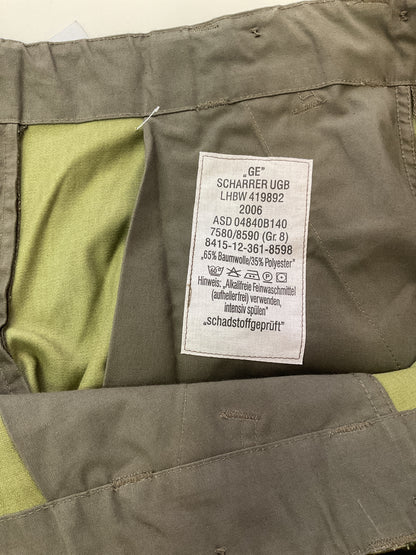 „GE"
SCHARRER UGB
LHBW 419892
2006
ASD 04840B140
7580/8590 (Gr. 8)
8415-12-361-8598
"65% Baumwolle/35% Polyester"
Hinweis: „Alkalifreie Feinwaschmittel
(aufhellerfrei) verwenden,
intensiv spülen"
„schadstoffgeprüft"